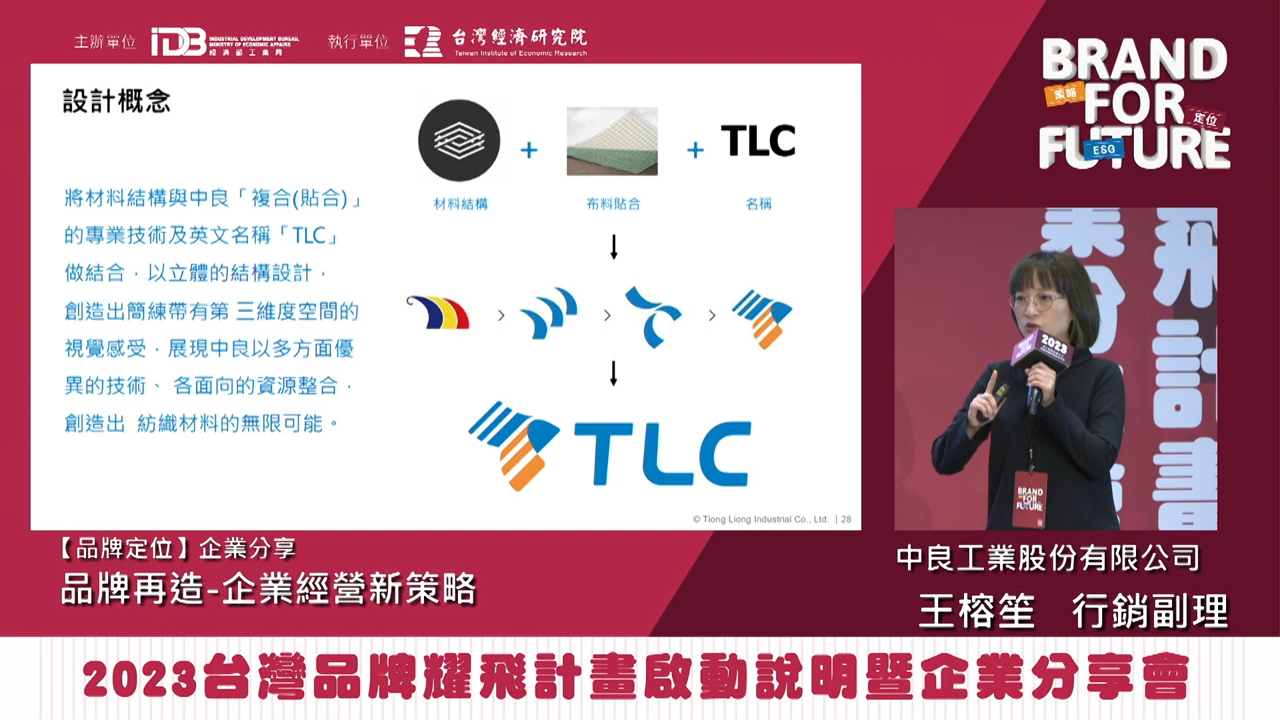 主辦單位
IDB
INDUSTRIAL DEVELOPMENT BUREAU,
MINISTRY OF ECONOMIC AFFAIRS
經濟部工業局
執行單位
台灣經濟研究院
Taiwan Institute of Economic Research
BRAND
策略
FOR
定位
FUTURE
ESG
設計概念
TLC
材料結構
布料貼合
名稱
將材料結構與中良「複合(貼合)」
的專業技術及英文名稱「TLC」
做結合，以立體的結構設計，
創造出簡練帶有第 三維度空間的
視覺感受，展現中良以多方面優
異的技術、 各面向的資源整合，
創造出 紡織材料的無限可能。
TLC
© Tiong Liong Industrial Co., Ltd. | 28
業
分
飛
計
畫
2023
BRAND
FOR
FUTURE
【品牌定位】企業分享
品牌再造-企業經營新策略
中良工業股份有限公司
王榕笙 行銷副理
2023台灣品牌耀飛計畫啟動說明暨企業分享會